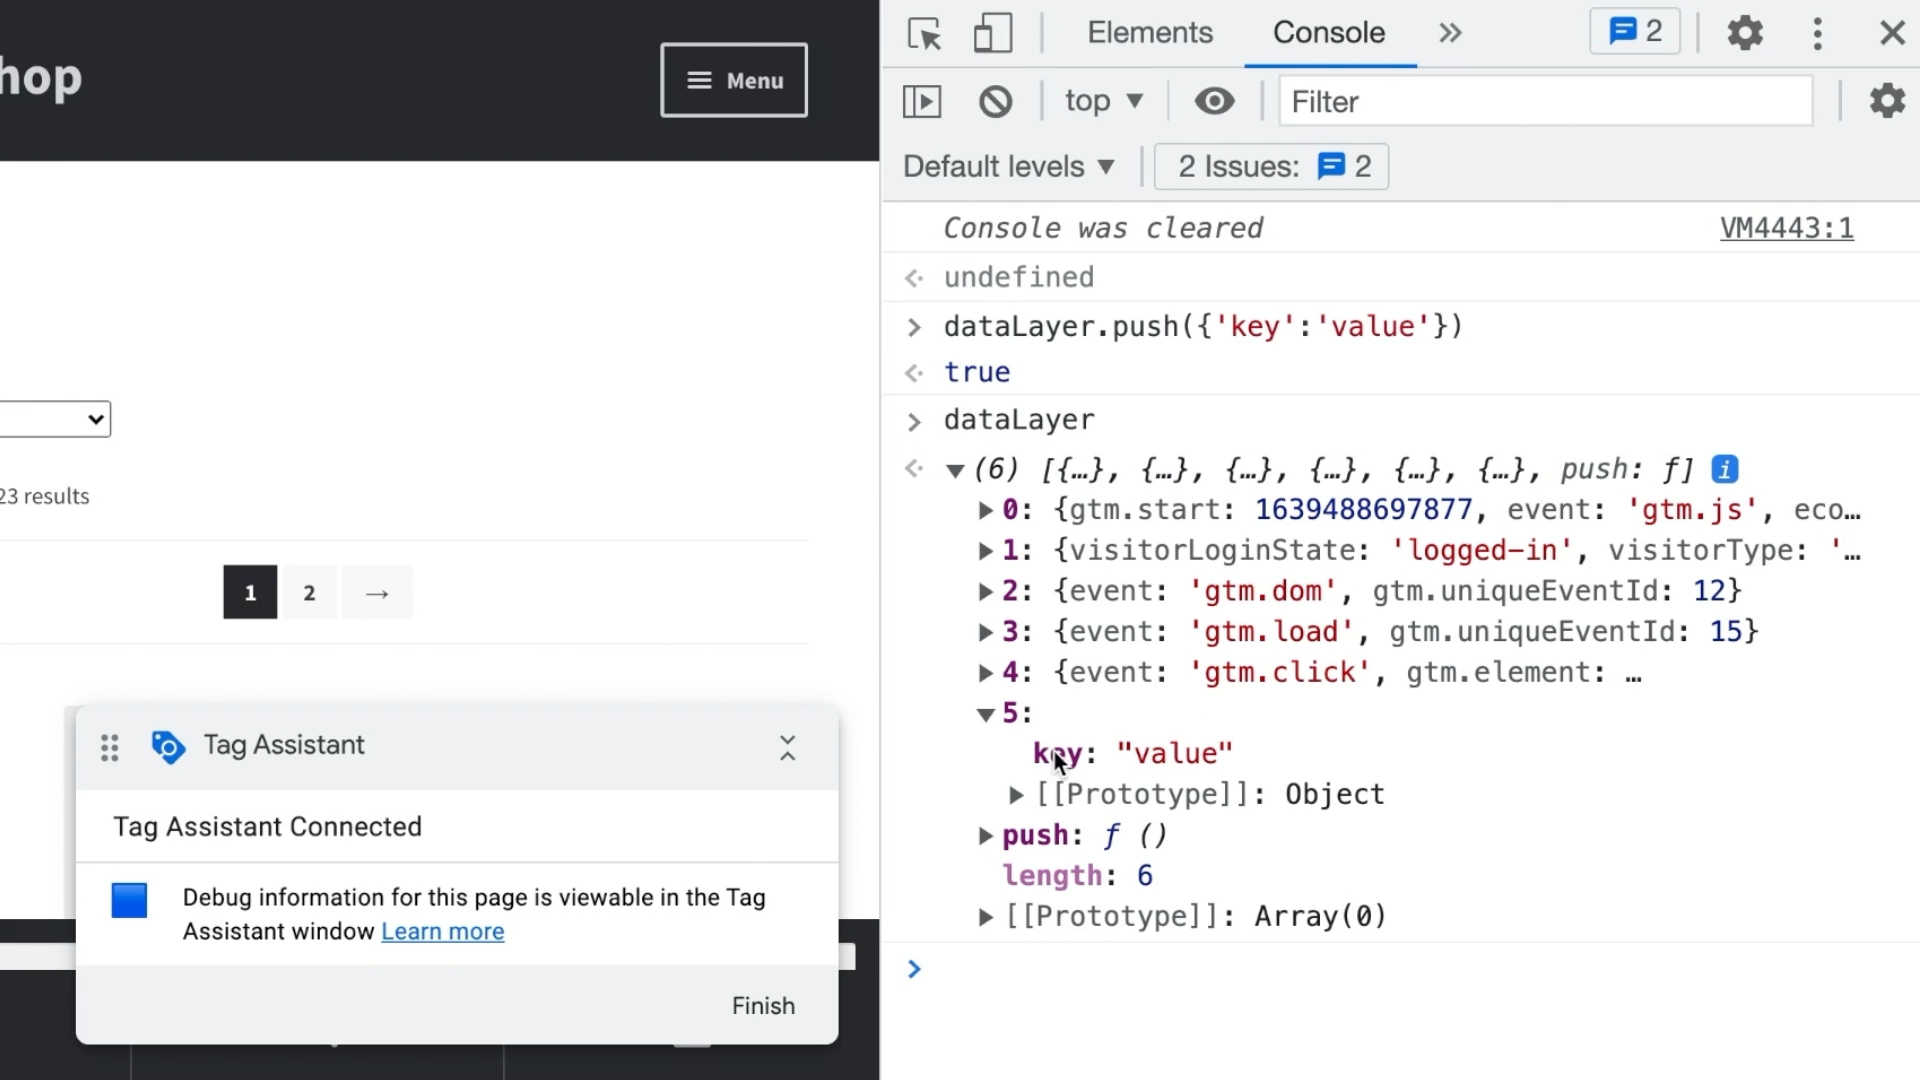 hop
Menu
23 results
1 2 →
Tag Assistant
Tag Assistant Connected
Debug information for this page is viewable in the Tag
Assistant window Learn more
Finish
Elements Console » 2
top ▼ Filter
Default levels ▼ 2 Issues: 2
Console was cleared VM4443:1
undefined
dataLayer.push({'key':'value'})
true
dataLayer
(6) [{…}, {…}, {…}, {…}, {…}, {…}, push: ƒ] i
0: {gtm.start: 1639488697877, event: 'gtm.js', eco…
1: {visitorLoginState: 'logged-in', visitorType: '…
2: {event: 'gtm.dom', gtm.uniqueEventId: 12}
3: {event: 'gtm.load', gtm.uniqueEventId: 15}
4: {event: 'gtm.click', gtm.element: …
5:
key: "value"
[[Prototype]]: Object
push: ƒ ()
length: 6
[[Prototype]]: Array(0)